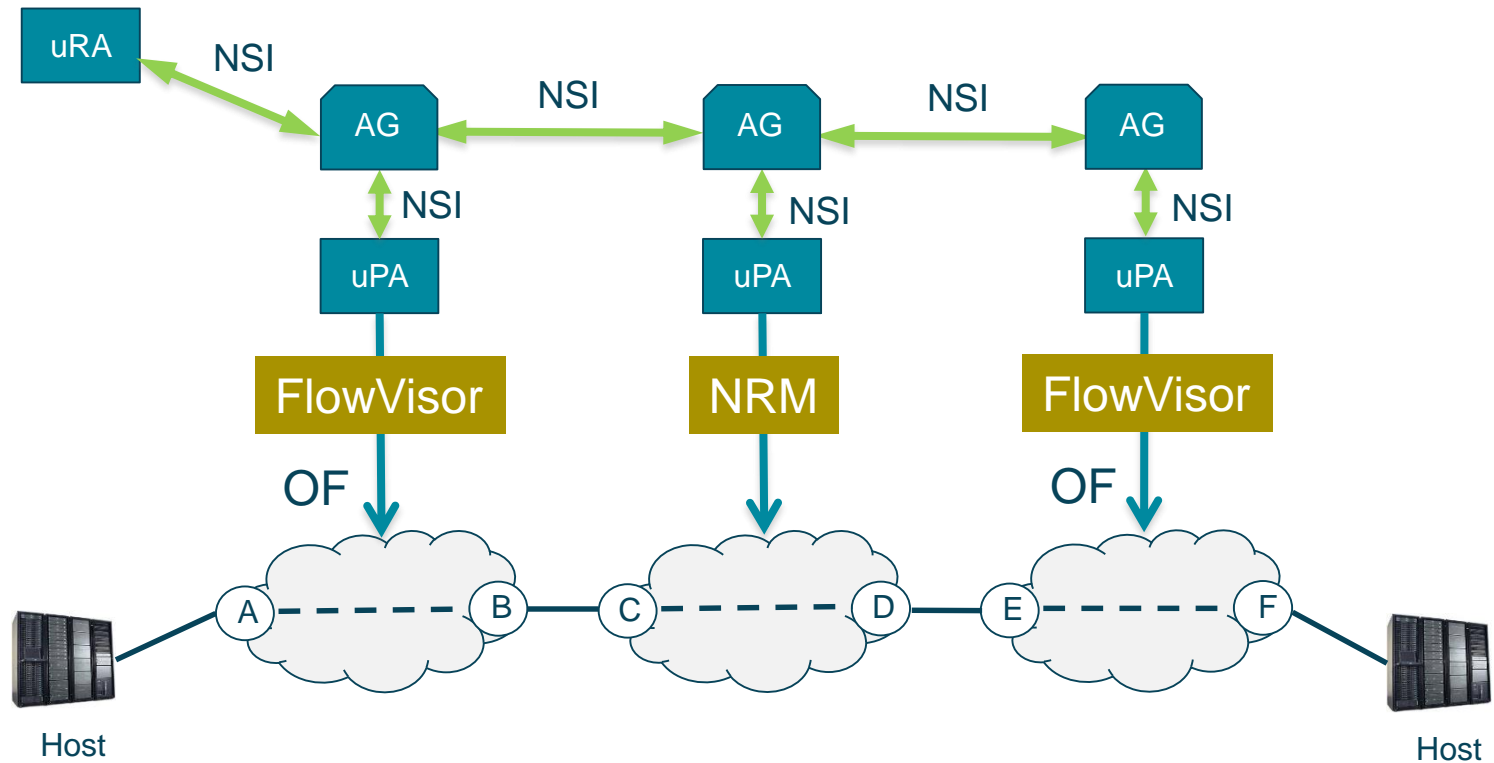 uRA
NSI
AG
NSI
AG
NSI
AG
NSI
NSI
NSI
uPA
uPA
uPA
FlowVisor
NRM
FlowVisor
OF
OF
A
B
C
D
E
F
Host
Host